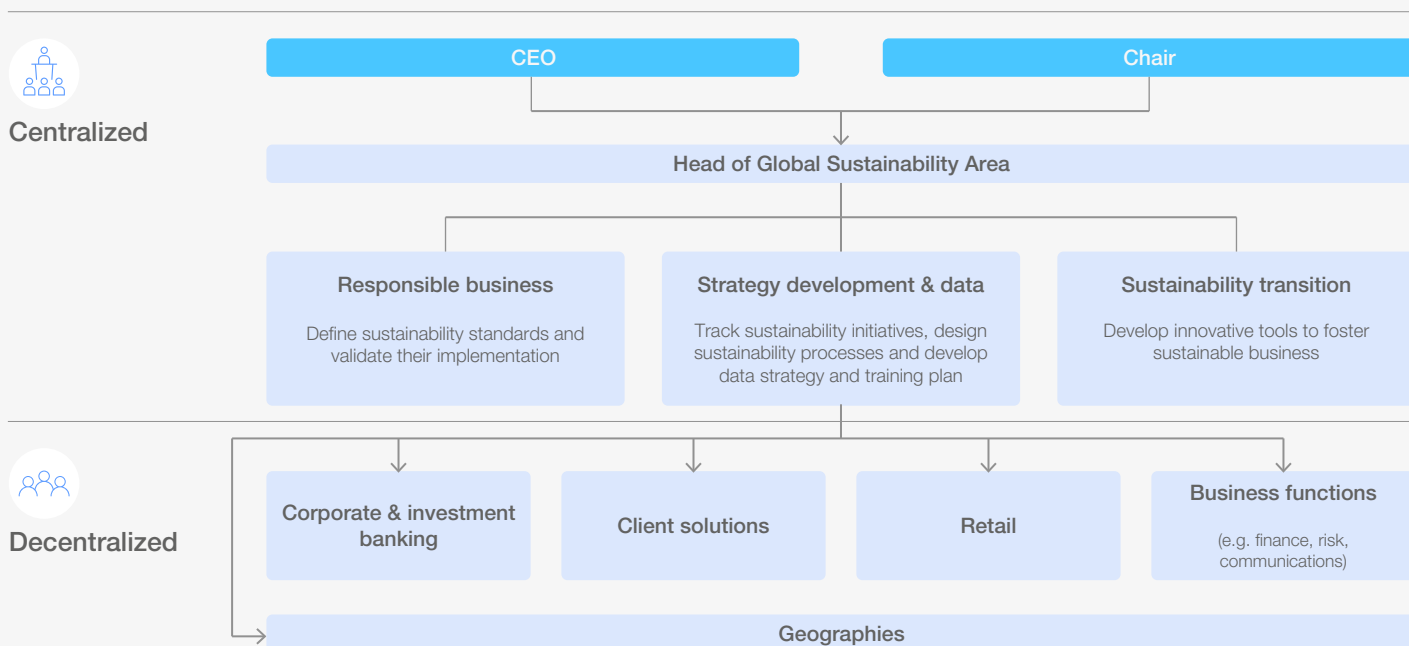 CEO
Chair
Centralized
Head of Global Sustainability Area
Responsible business
Define sustainability standards and
validate their implementation
Strategy development & data
Track sustainability initiatives, design
sustainability processes and develop
data strategy and training plan
Sustainability transition
Develop innovative tools to foster
sustainable business
Decentralized
Corporate & investment
banking
Client solutions
Retail
Business functions
(e.g. finance, risk,
communications)
Geographies